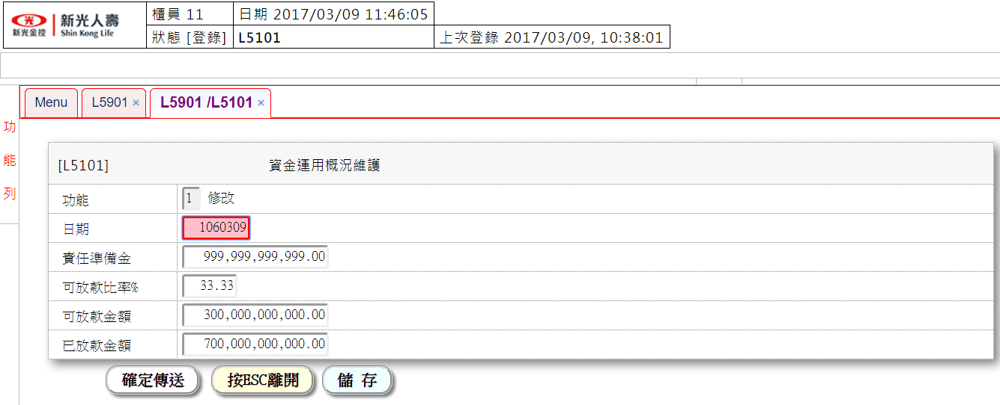 新光金控 新光人壽 Shin Kong Life
櫃員 11 日期 2017/03/09 11:46:05
狀態 [登錄] L5101 上次登錄 2017/03/09, 10:38:01
Menu L5901 × L5901 /L5101 ×
功能列
[L5101] 資金運用概況維護
功能 1 修改
日期 1060309
責任準備金 999,999,999,999.00
可放款比率% 33.33
可放款金額 300,000,000,000.00
已放款金額 700,000,000,000.00
確定傳送 按ESC離開 儲 存